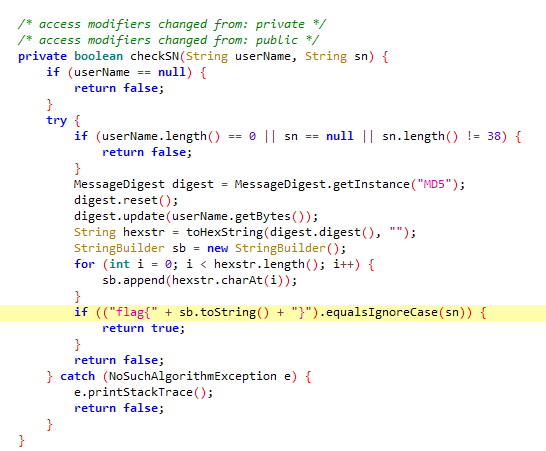 /* access modifiers changed from: private */
/* access modifiers changed from: public */
private boolean checkSN(String userName, String sn) {
    if (userName == null) {
        return false;
    }
    try {
        if (userName.length() == 0 || sn == null || sn.length() != 38) {
            return false;
        }
        MessageDigest digest = MessageDigest.getInstance("MD5");
        digest.reset();
        digest.update(userName.getBytes());
        String hexstr = toHexString(digest.digest(), "");
        StringBuilder sb = new StringBuilder();
        for (int i = 0; i < hexstr.length(); i++) {
            sb.append(hexstr.charAt(i));
        }
        if (("flag{" + sb.toString() + "}").equalsIgnoreCase(sn)) {
            return true;
        }
        return false;
    } catch (NoSuchAlgorithmException e) {
        e.printStackTrace();
        return false;
    }
}